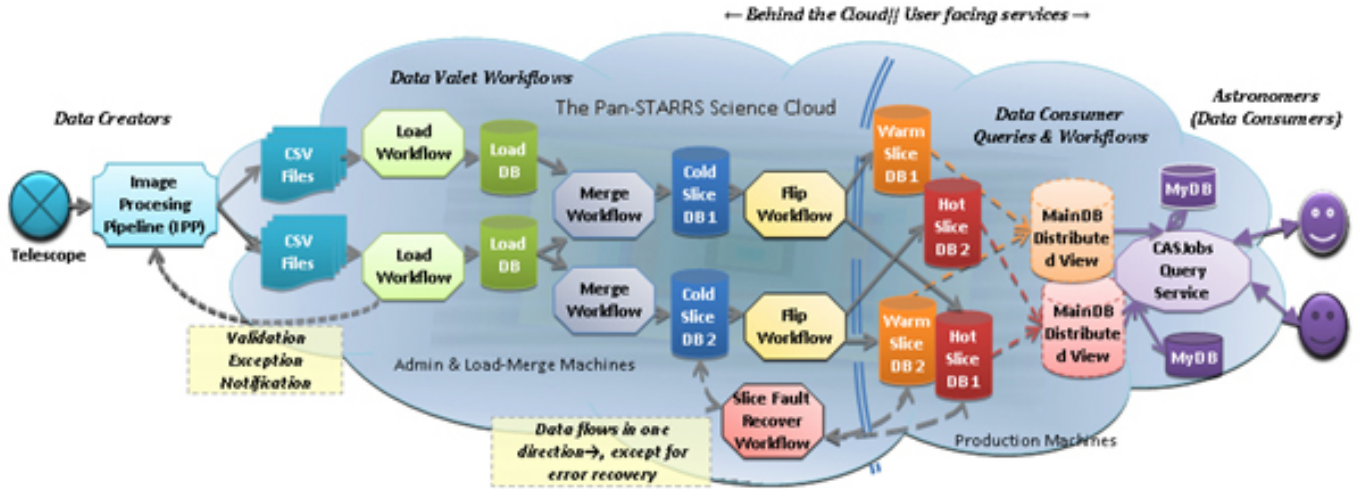 ← Behind the Cloud|| User facing services →
Data Valet Workflows
The Pan-STARRS Science Cloud
Data Creators
Astronomers
(Data Consumers)
Data Consumer
Queries & Workflows
Telescope
Image
Procesing
Pipeline (IPP)
CSV
Files
CSV
Files
Load
Workflow
Load
Workflow
Load
DB
Load
DB
Merge
Workflow
Merge
Workflow
Cold
Slice
DB 1
Cold
Slice
DB 2
Flip
Workflow
Flip
Workflow
Warm
Slice
DB 1
Hot
Slice
DB 2
Warm
Slice
DB 2
Hot
Slice
DB 1
MainDB
Distribute
d View
MainDB
Distribute
d View
MyDB
CASJobs
Query
Service
MyDB
Validation
Exception
Notification
Admin & Load-Merge Machines
Slice Fault
Recover
Workflow
Data flows in one
direction→, except for
error recovery
Production Machines